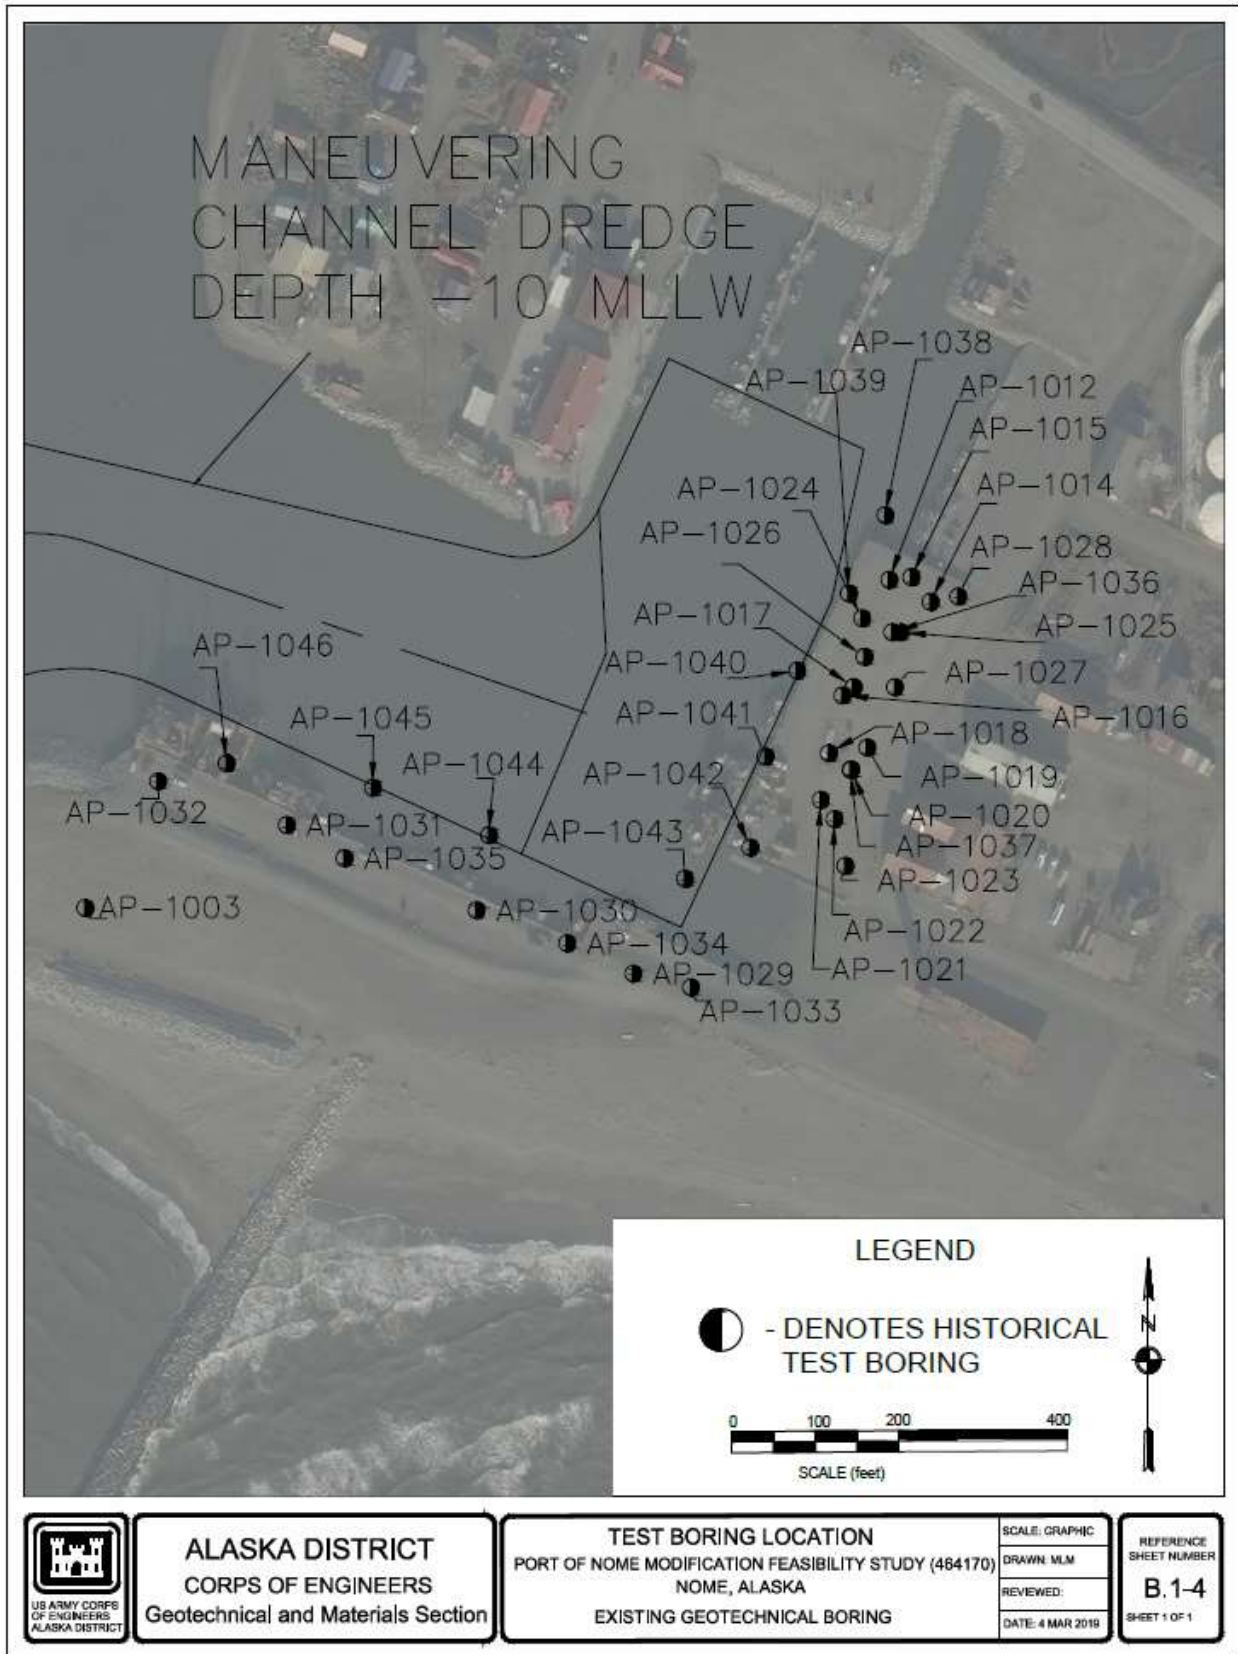 MANEUVERING
CHANNEL DREDGE
DEPTH -10 MLLW
AP-1038
AP-1039
AP-1012
AP-1015
AP-1024
AP-1014
AP-1026
AP-1028
AP-1036
AP-1017
AP-1025
AP-1046
AP-1040
AP-1027
AP-1045
AP-1041
AP-1016
AP-1018
AP-1044
AP-1042
AP-1019
AP-1032
AP-1020
AP-1031
AP-1043
AP-1037
AP-1035
AP-1023
AP-1003
AP-1030
AP-1022
AP-1034
AP-1029
AP-1021
AP-1033
LEGEND
- DENOTES HISTORICAL
TEST BORING
N
0 100 200 400
SCALE (feet)
US ARMY CORPS
OF ENGINEERS
ALASKA DISTRICT
ALASKA DISTRICT
CORPS OF ENGINEERS
Geotechnical and Materials Section
TEST BORING LOCATION
PORT OF NOME MODIFICATION FEASIBILITY STUDY (464170)
NOME, ALASKA
EXISTING GEOTECHNICAL BORING
SCALE: GRAPHIC
DRAWN: MLM
REVIEWED:
DATE: 4 MAR 2019
REFERENCE
SHEET NUMBER
B.1-4
SHEET 1 OF 1